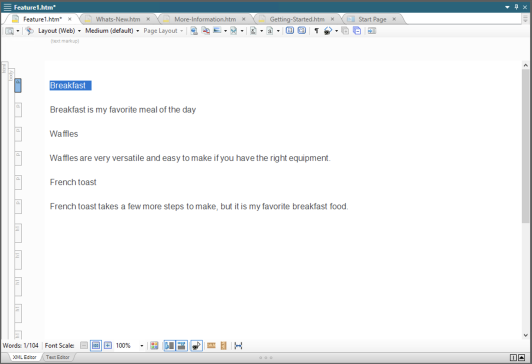 Feature1.htm*
Feature1.htm* Whats-New.htm More-Information.htm Getting-Started.htm Start Page
Layout (Web) Medium (default) Page Layout
Breakfast
Breakfast is my favorite meal of the day
Waffles
Waffles are very versatile and easy to make if you have the right equipment.
French toast
French toast takes a few more steps to make, but it is my favorite breakfast food.
Words: 1/104 Font Scale: 100%
XML Editor Text Editor